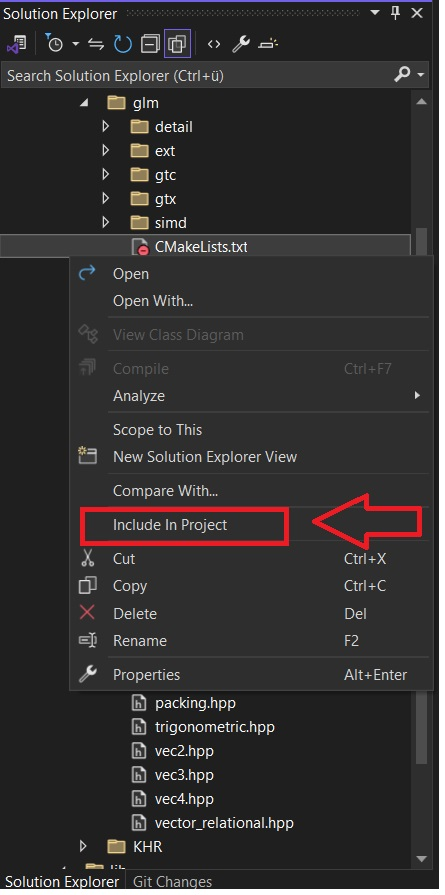 Solution Explorer
Search Solution Explorer (Ctrl+ü)
glm
detail
ext
gtc
gtx
simd
CMakeLists.txt
Open
Open With...
View Class Diagram
Compile Ctrl+F7
Analyze
Scope to This
New Solution Explorer View
Compare With...
Include In Project
Cut Ctrl+X
Copy Ctrl+C
Delete Del
Rename F2
Properties Alt+Enter
packing.hpp
trigonometric.hpp
vec2.hpp
vec3.hpp
vec4.hpp
vector_relational.hpp
KHR
Solution Explorer Git Changes